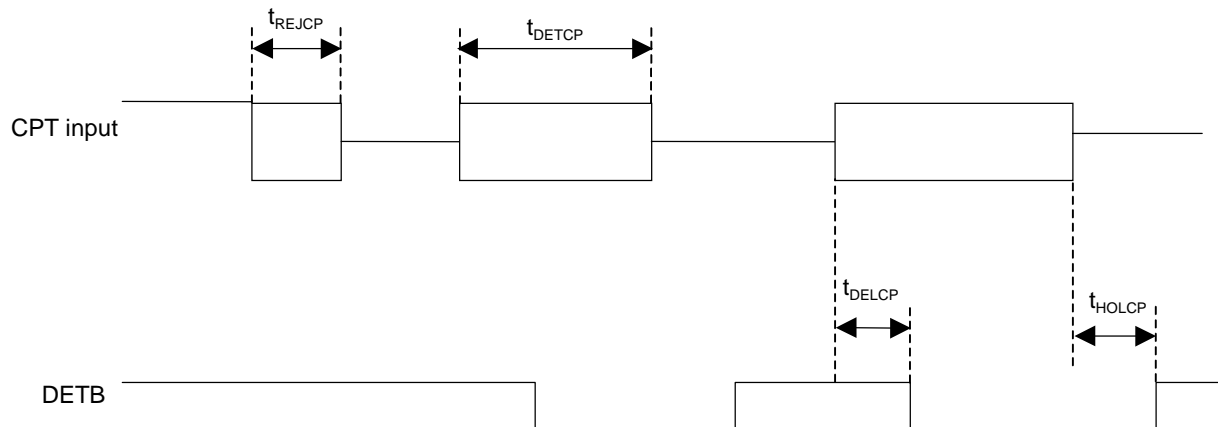 tREJCP
tDETCP
CPT input
tDELCP
tHOLCP
DETB